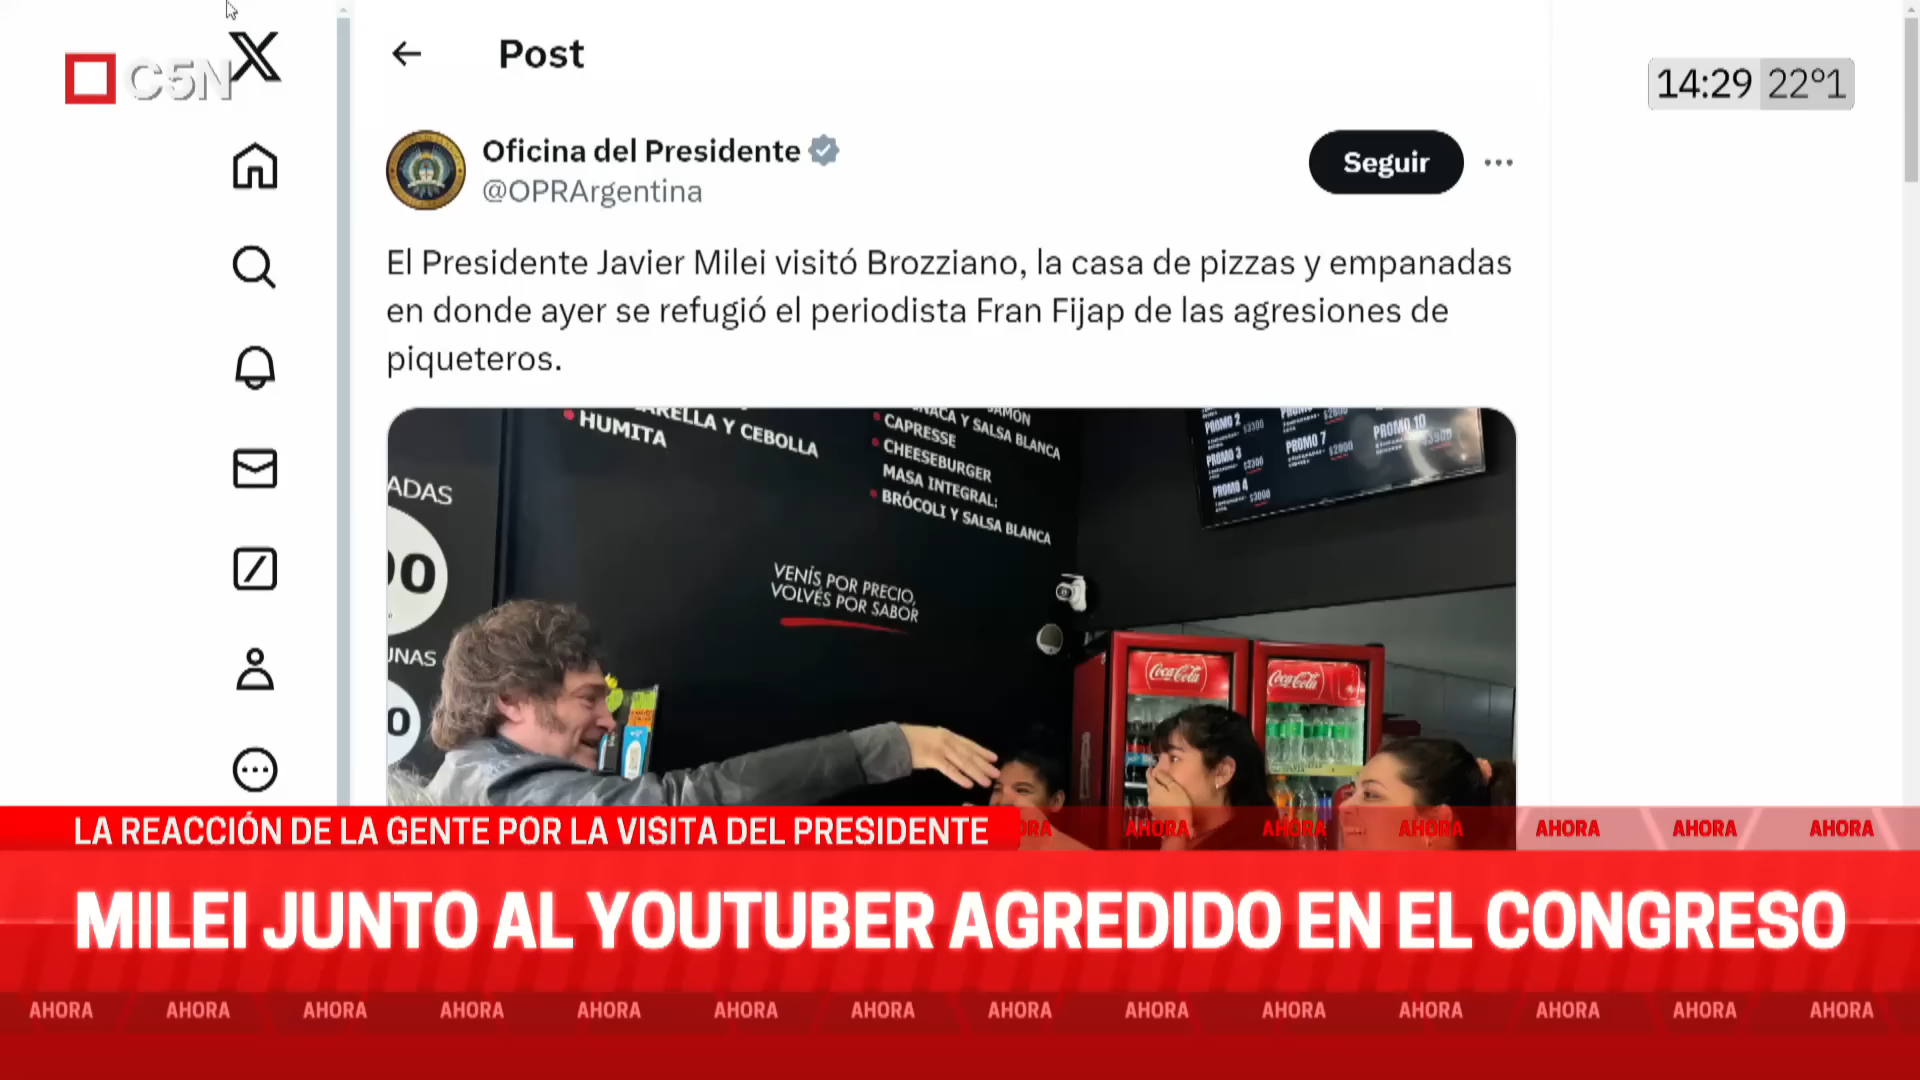 C5N
Post
14:29 22°1
Oficina del Presidente
@OPRArgentina
Seguir
El Presidente Javier Milei visitó Brozziano, la casa de pizzas y empanadas
en donde ayer se refugió el periodista Fran Fijap de las agresiones de
piqueteros.
HUMITA
Y CEBOLLA
JAMON
Y SALSA BLANCA
CAPRESSE
CHEESEBURGER
MASA INTEGRAL:
BRÓCOLI Y SALSA BLANCA
PROMO 2 $3300
PROMO 3 $3300
PROMO 4 $3000
PROMO 7 $2800
PROMO 10 $3900
ADAS
VENÍS POR PRECIO,
VOLVÉS POR SABOR
UNAS
Coca-Cola
Coca-Cola
LA REACCIÓN DE LA GENTE POR LA VISITA DEL PRESIDENTE
AHORA AHORA AHORA AHORA AHORA AHORA
MILEI JUNTO AL YOUTUBER AGREDIDO EN EL CONGRESO
AHORA AHORA AHORA AHORA AHORA AHORA AHORA AHORA AHORA AHORA AHORA AHORA AHORA AHORA